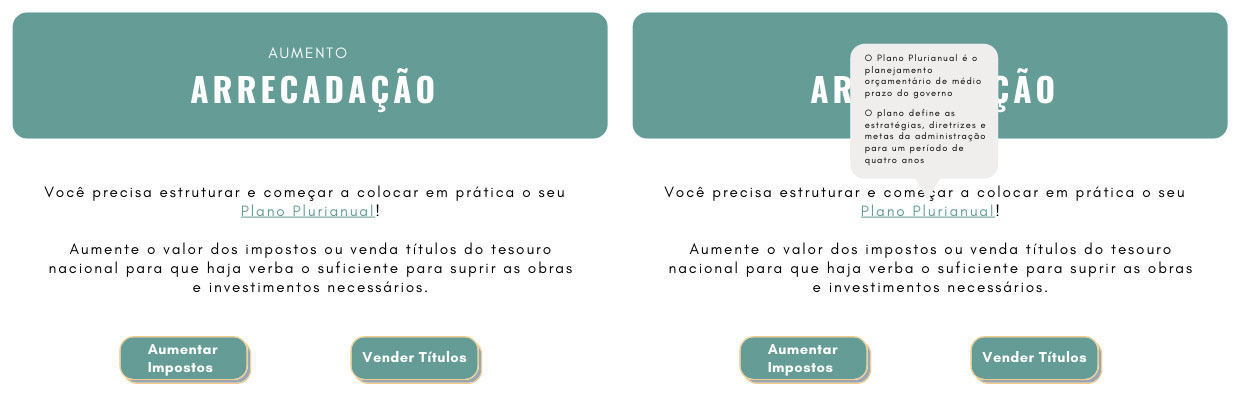 AUMENTO
ARRECADAÇÃO
Você precisa estruturar e começar a colocar em prática o seu
Plano Plurianual!
Aumente o valor dos impostos ou venda títulos do tesouro
nacional para que haja verba o suficiente para suprir as obras
e investimentos necessários.
Aumentar
Impostos
Vender Títulos
O Plano Plurianual é o
planejamento
orçamentário de médio
prazo do governo
O plano define as
estratégias, diretrizes e
metas da administração
para um período de
quatro anos
AR ÇÃO
Você precisa estruturar e começar a colocar em prática o seu
Plano Plurianual!
Aumente o valor dos impostos ou venda títulos do tesouro
nacional para que haja verba o suficiente para suprir as obras
e investimentos necessários.
Aumentar
Impostos
Vender Títulos